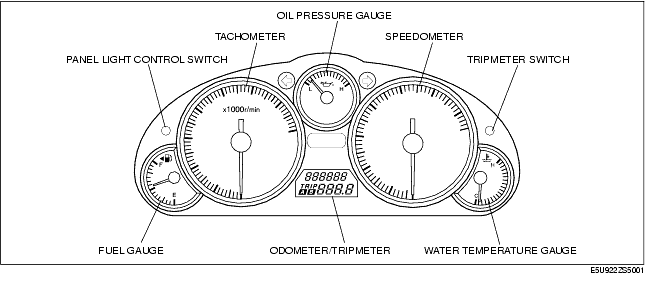 OIL PRESSURE GAUGE
TACHOMETER
SPEEDOMETER
PANEL LIGHT CONTROL SWITCH
TRIPMETER SWITCH
L H
x1000r/min
F
H
E
C
888888
TRIP
A B 888.8
FUEL GAUGE
ODOMETER/TRIPMETER
WATER TEMPERATURE GAUGE
E5U922ZS5001